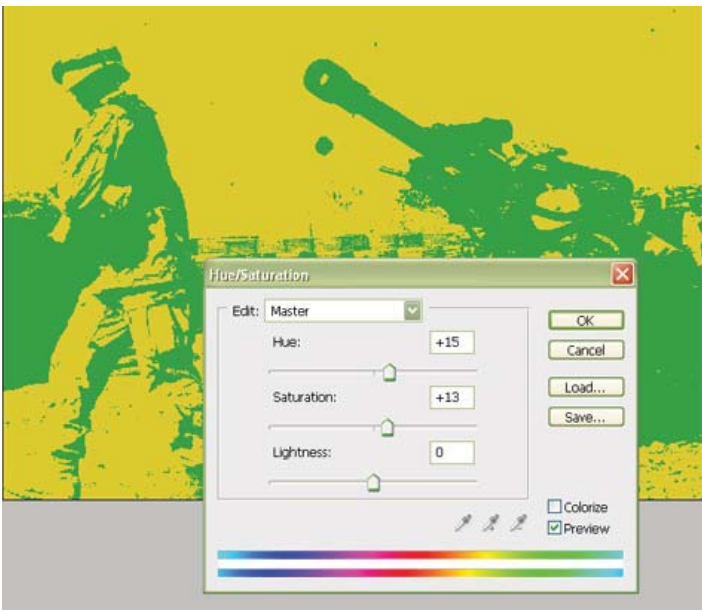 Hue/Saturation
Edit: Master
Hue: +15
Saturation: +13
Lightness: 0
OK
Cancel
Load...
Save...
Colorize
Preview